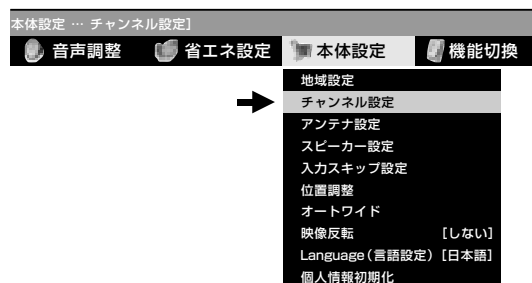 本体設定 … チャンネル設定］
音声調整 省エネ設定 本体設定 機能切換
地域設定
チャンネル設定
アンテナ設定
スピーカー設定
入力スキップ設定
位置調整
オートワイド
映像反転 ［しない］
Language（言語設定）［日本語］
個人情報初期化